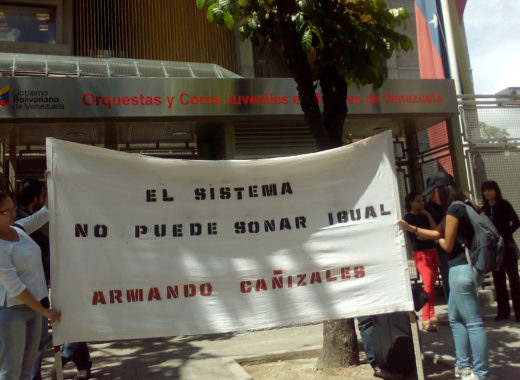 Gobierno
Bolivariano
de Venezuela
Orquestas y Coros Juveniles e de Venezuela
EL SISTEMA
NO PUEDE SONAR IGUAL
ARMANDO CAÑIZALES